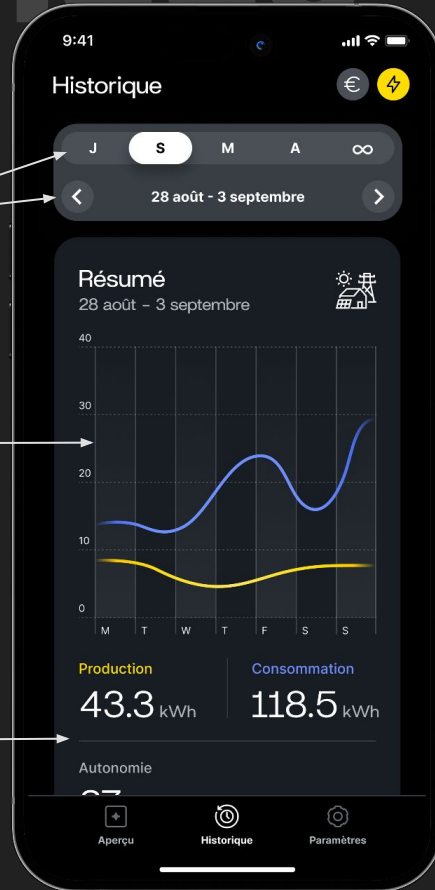 9:41
Historique
€
J S M A ∞
28 août - 3 septembre
Résumé
28 août – 3 septembre
40
30
20
10
0
M T W T F S S
Production Consommation
43.3 kWh 118.5 kWh
Autonomie
Aperçu Historique Paramètres